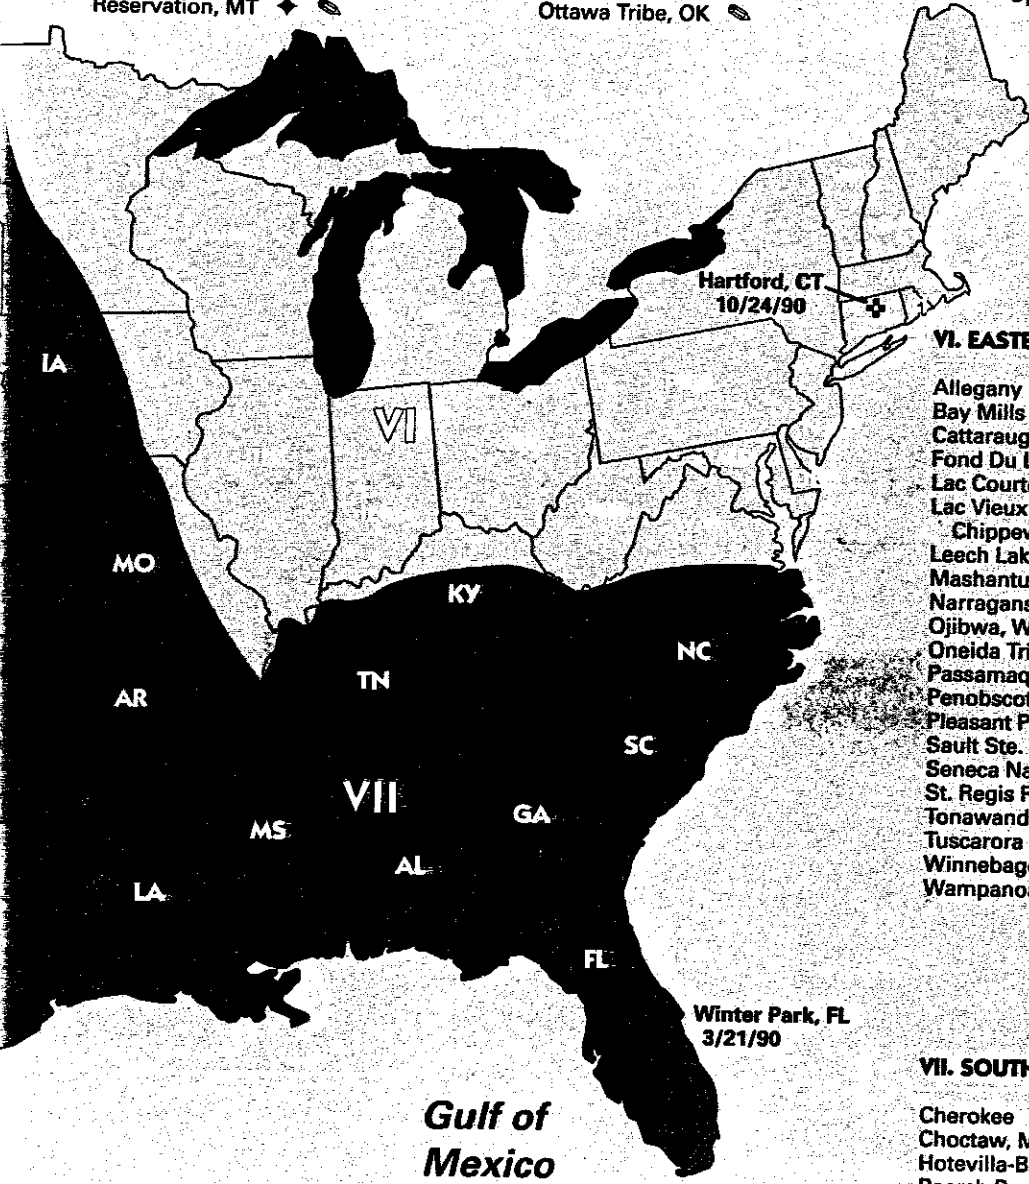 Reservation, MT
Ottawa Tribe, OK
Hartford, CT
10/24/90
IA
VI
MO
KY
NC
TN
AR
SC
VII
GA
MS
AL
LA
FL
Winter Park, FL
3/21/90
Gulf of
Mexico
VI. EASTE
Allegany
Bay Mills
Cattaraug
Fond Du L
Lac Court
Lac Vieux
Chippev
Leech Lak
Mashantu
Narragans
Ojibwa, W
Oneida Tri
Passamaq
Penobscot
Pleasant P
Sault Ste.
Seneca Na
St. Regis R
Tonawand
Tuscarora
Winnebag
Wampano
VII. SOUTH
Cherokee
Choctaw, M
Hotevilla-B